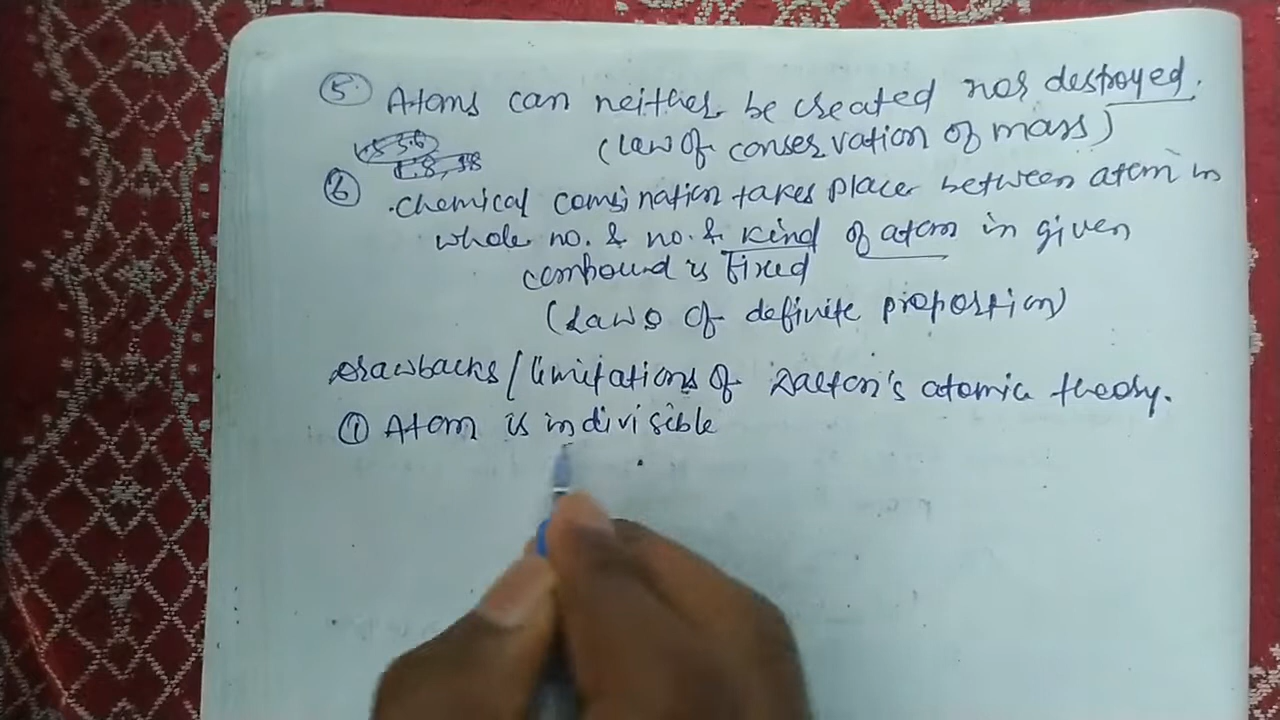 ⑤ Atoms can neither be created nor destroyed.
(law of conservation of mass)
⑥ chemical combination takes place between atom in
whole no. & no. & kind of atom in given
compound is fixed
(Laws of definite proportion)
Drawbacks / limitations of Dalton's atomic theory.
① Atom is indivisible